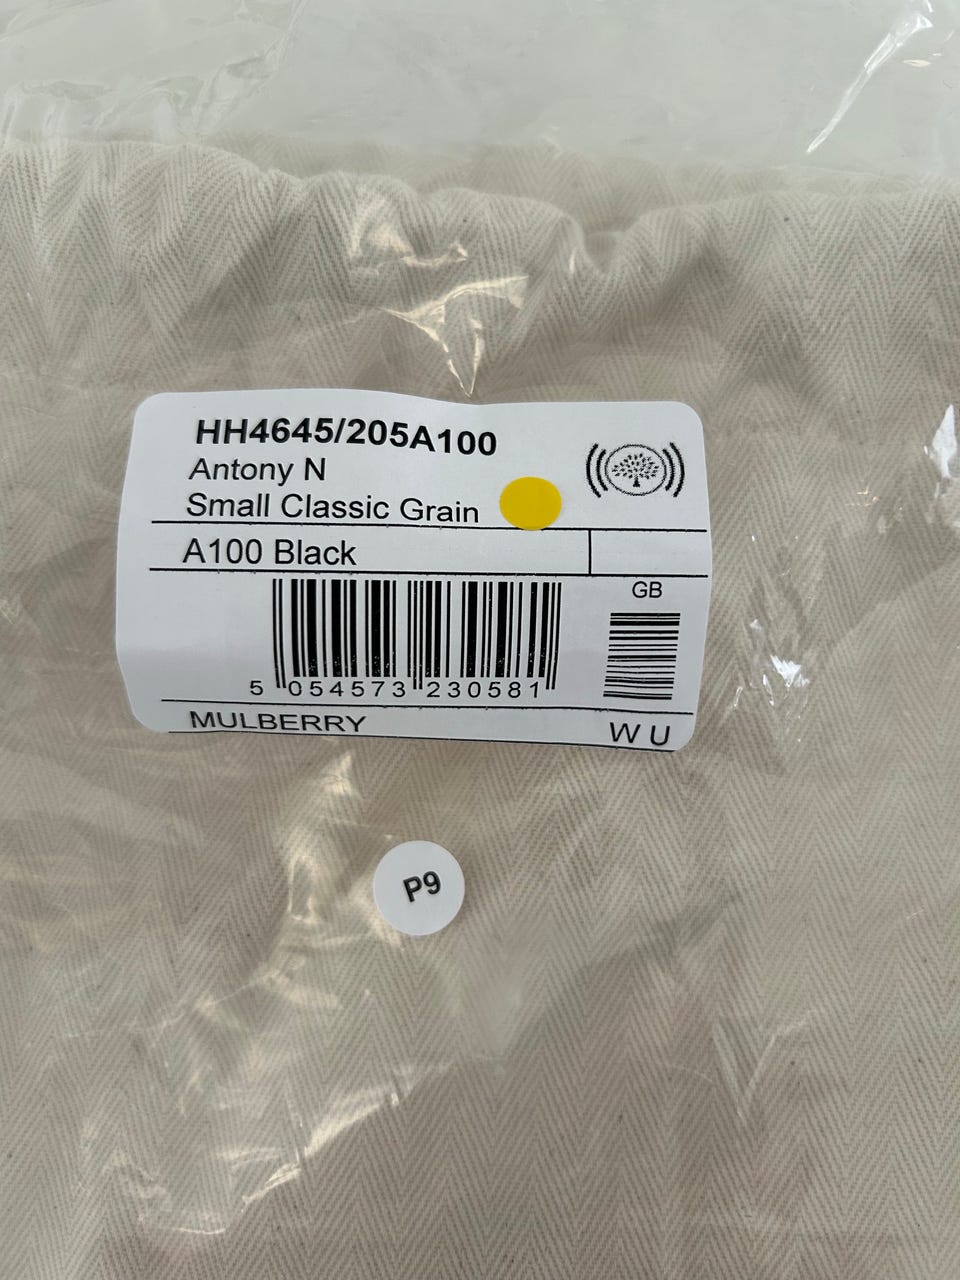 HH4645/205A100
Antony N
Small Classic Grain
A100 Black
GB
5 054573 230581
MULBERRY
W U
P9